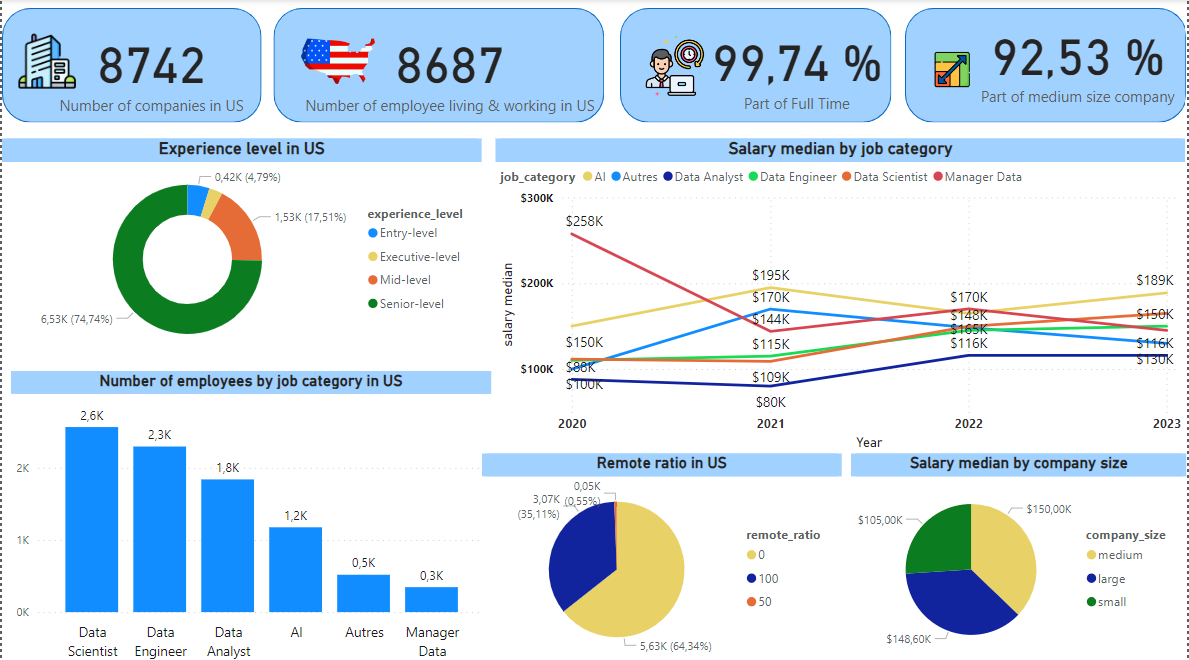 8742
Number of companies in US
8687
Number of employee living & working in US
99,74 %
Part of Full Time
92,53 %
Part of medium size company
Experience level in US
0,42K (4,79%)
1,53K (17,51%)
6,53K (74,74%)
experience_level
Entry-level
Executive-level
Mid-level
Senior-level
Salary median by job category
job_category AI Autres Data Analyst Data Engineer Data Scientist Manager Data
salary median
$300K
$200K
$100K
$258K
$150K
$88K
$100K
$195K
$170K
$144K
$115K
$109K
$80K
$170K
$148K
$165K
$116K
$189K
$150K
$116K
$130K
2020 2021 2022 2023
Year
Number of employees by job category in US
2K
1K
0K
2,6K
2,3K
1,8K
1,2K
0,5K
0,3K
Data Scientist
Data Engineer
Data Analyst
AI
Autres
Manager Data
Remote ratio in US
0,05K
(0,55%)
3,07K
(35,11%)
5,63K (64,34%)
remote_ratio
0
100
50
Salary median by company size
$105,00K
$150,00K
$148,60K
company_size
medium
large
small